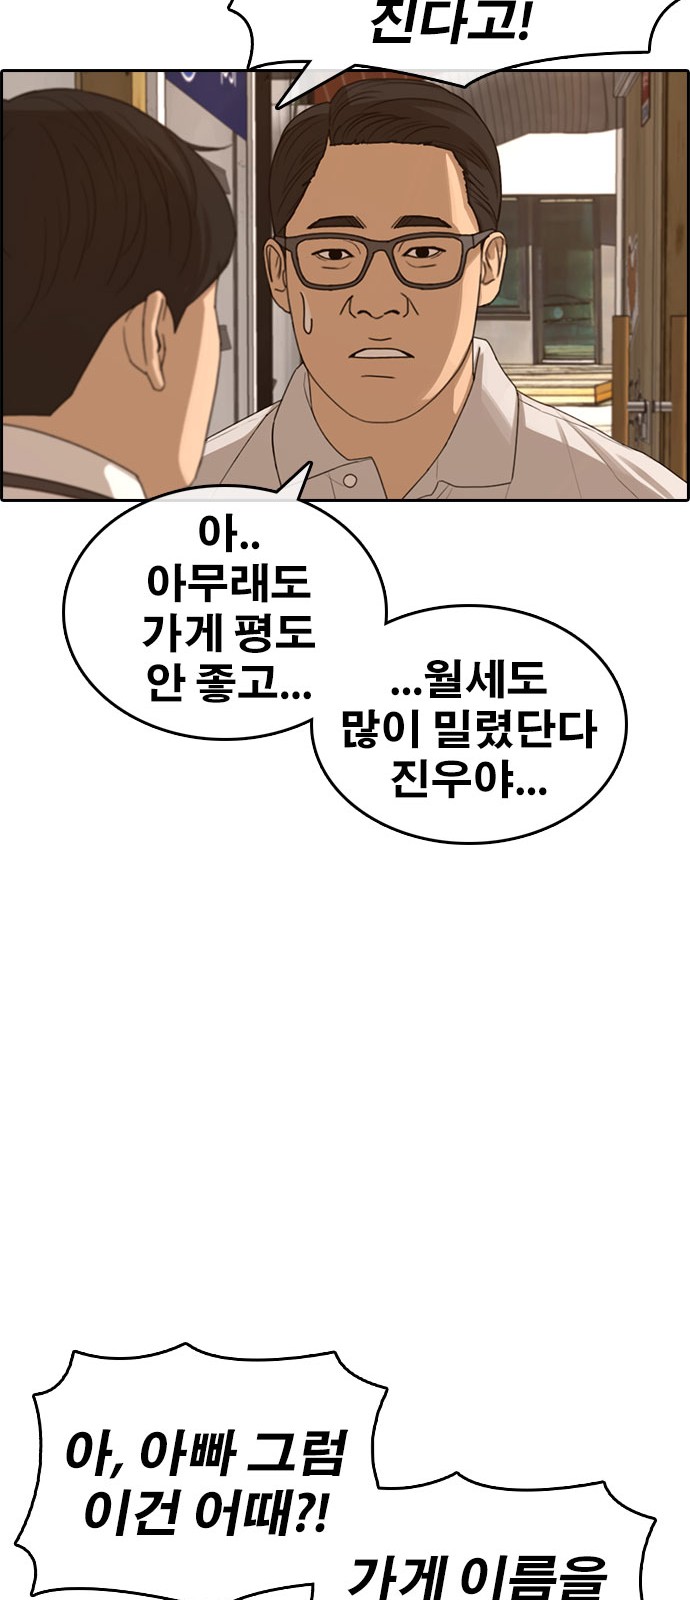 진다고!
아..
아무래도
가게 평도
안 좋고...
...월세도
많이 밀렸단다
진우야...
아, 아빠 그럼
이건 어때?!
가게 이름을